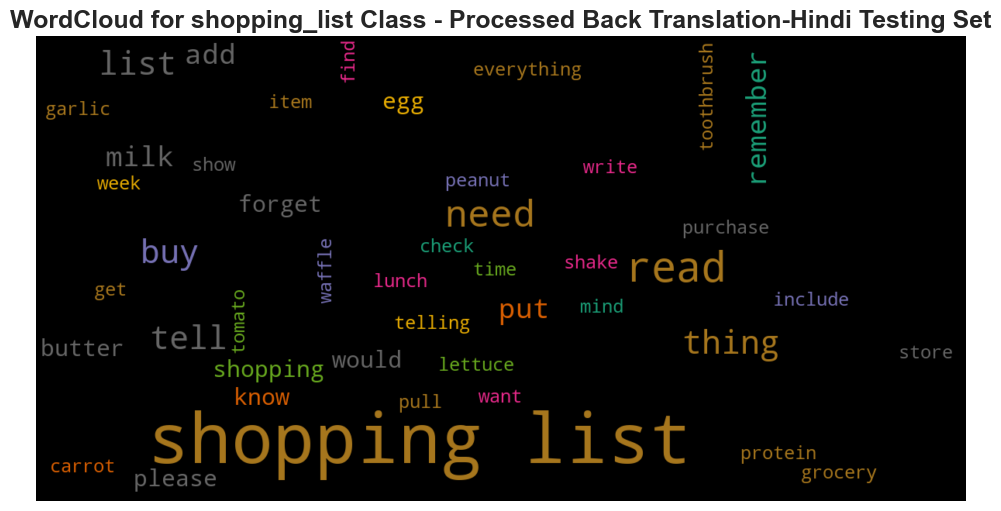 WordCloud for shopping_list Class - Processed Back Translation-Hindi Testing Set
list add find everything toothbrush remember
garlic item egg
milk show week peanut write
forget need purchase
buy waffle check time shake read
get lunch include
tomato telling put mind
butter tell would lettuce thing store
shopping
know pull want
shopping list
carrot please protein grocery